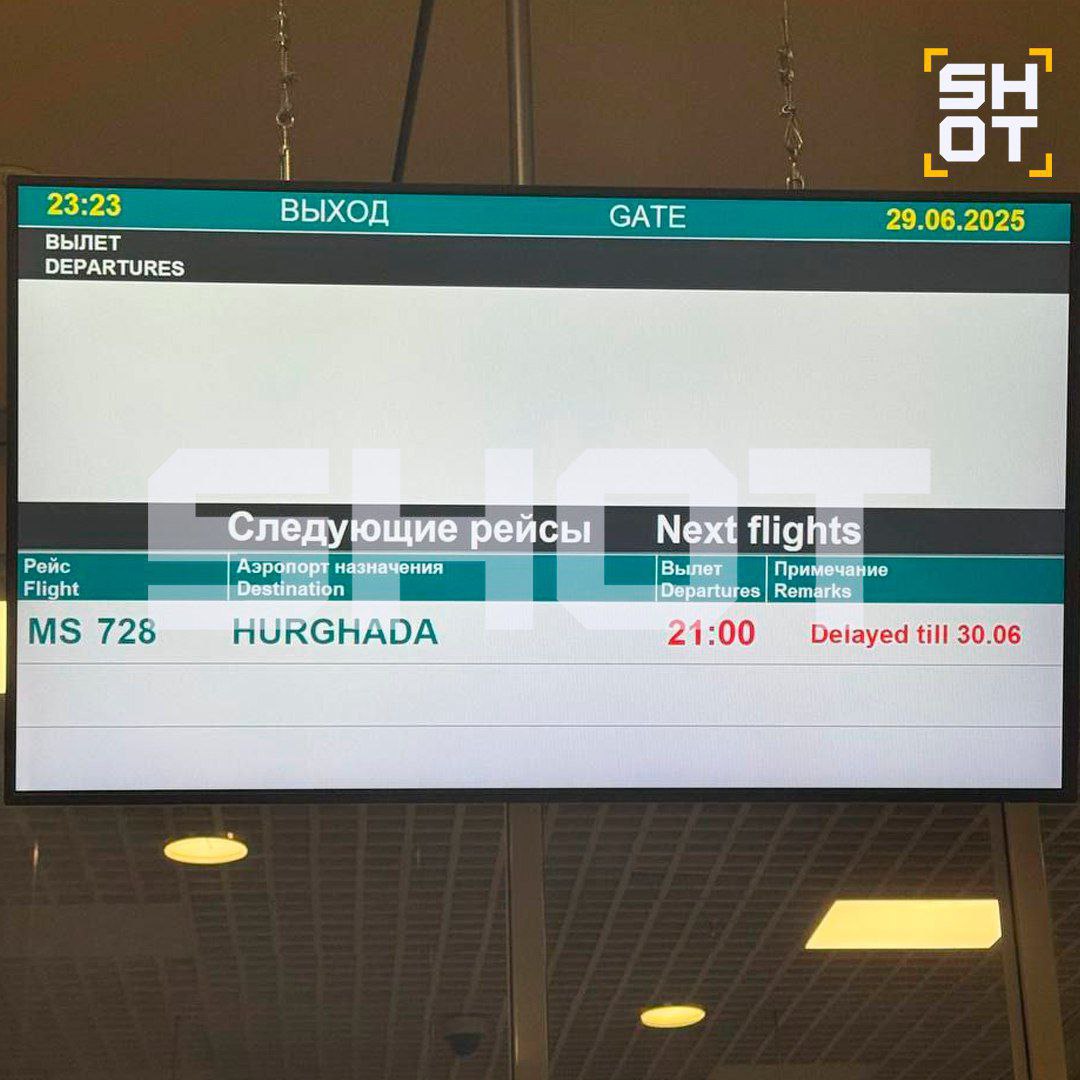 SH
OT
23:23 ВЫХОД GATE 29.06.2025
ВЫЛЕТ
DEPARTURES
SHOT
Следующие рейсы Next flights
Рейс Аэропорт назначения Вылет Примечание
Flight Destination Departures Remarks
MS 728 HURGHADA 21:00 Delayed till 30.06